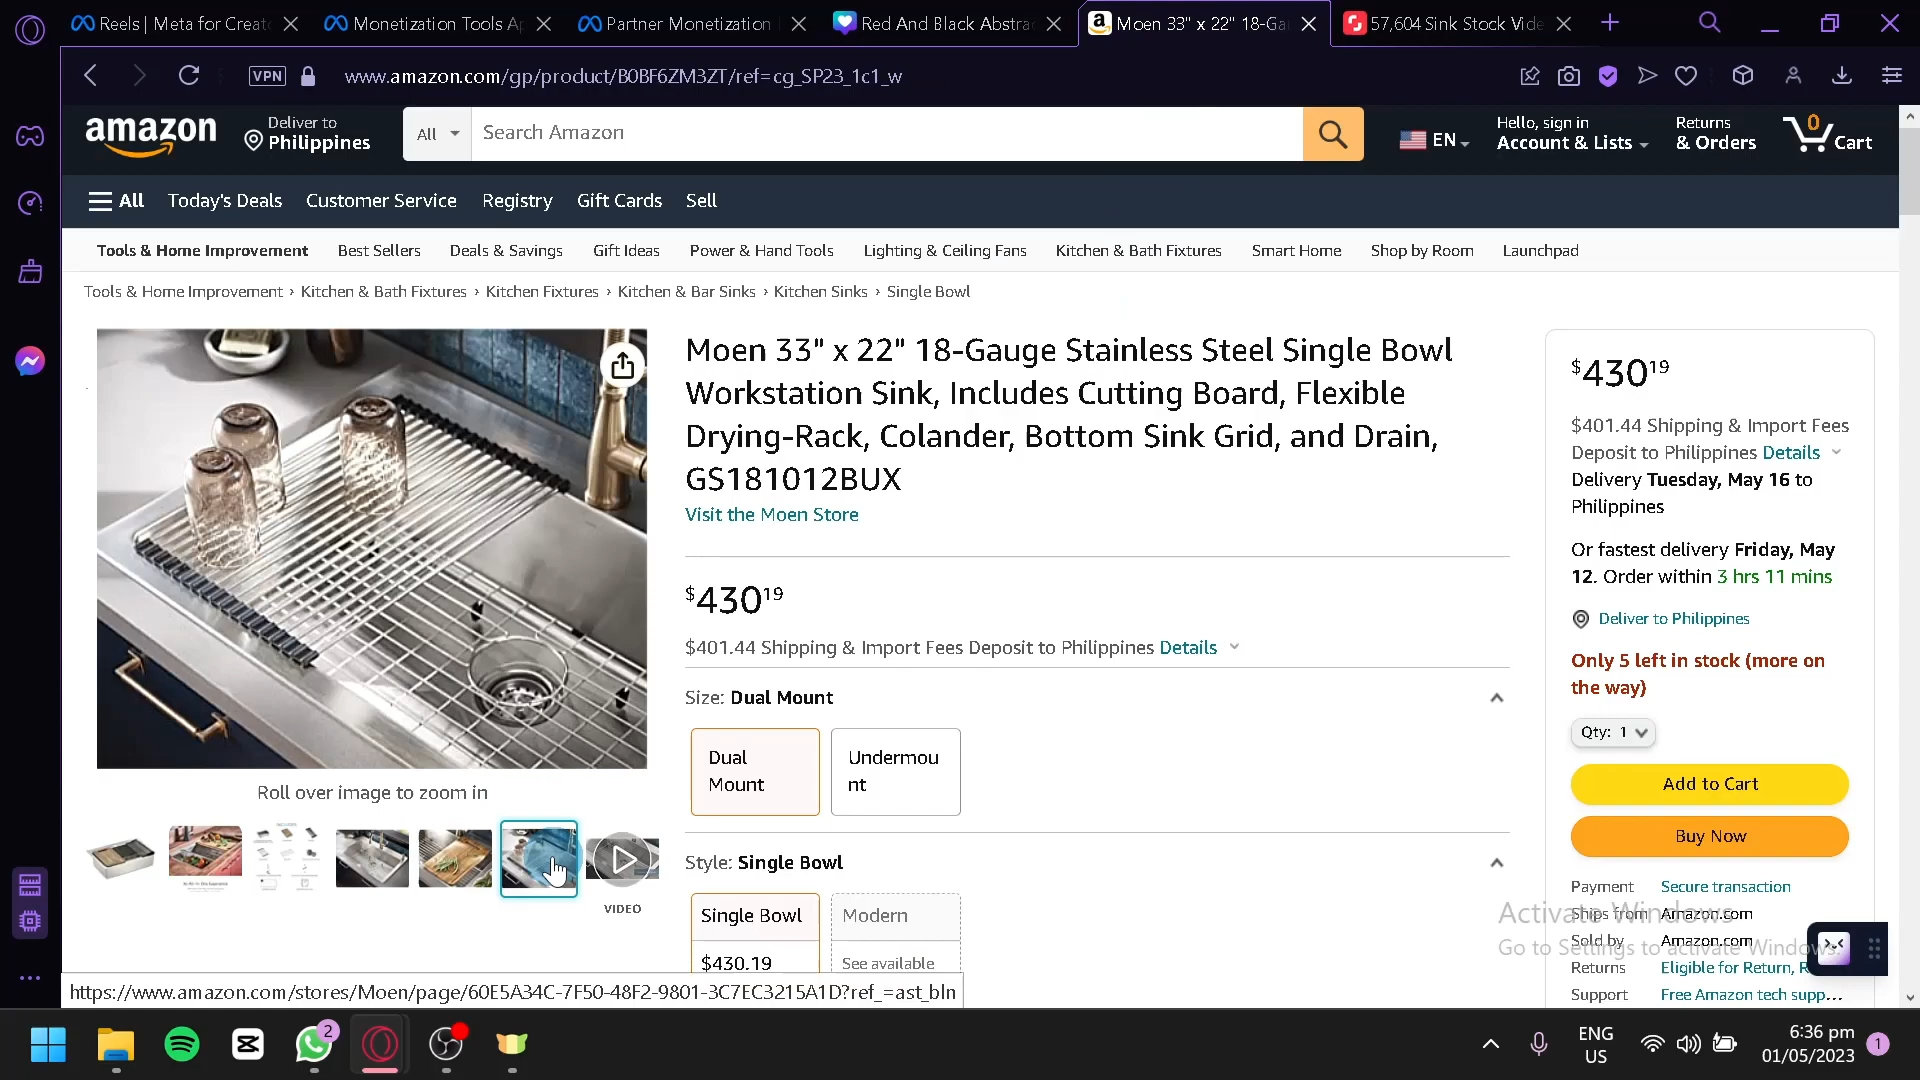 Reels | Meta for Creat
Monetization Tools Ap
Partner Monetization
Red And Black Abstra
Moen 33" x 22" 18-Ga
57,604 Sink Stock Vide
VPN
www.amazon.com/gp/product/B0BF6ZM3ZT/ref=cg_SP23_1c1_w
amazon
Deliver to
Philippines
All
Search Amazon
EN
Hello, sign in
Account & Lists
Returns
& Orders
0
Cart
All
Today's Deals
Customer Service
Registry
Gift Cards
Sell
Tools & Home Improvement
Best Sellers
Deals & Savings
Gift Ideas
Power & Hand Tools
Lighting & Ceiling Fans
Kitchen & Bath Fixtures
Smart Home
Shop by Room
Launchpad
Tools & Home Improvement › Kitchen & Bath Fixtures › Kitchen Fixtures › Kitchen & Bar Sinks › Kitchen Sinks › Single Bowl
Roll over image to zoom in
VIDEO
Moen 33" x 22" 18-Gauge Stainless Steel Single Bowl
Workstation Sink, Includes Cutting Board, Flexible
Drying-Rack, Colander, Bottom Sink Grid, and Drain,
GS181012BUX
Visit the Moen Store
$430 19
$401.44 Shipping & Import Fees Deposit to Philippines Details
Size: Dual Mount
Dual
Mount
Undermou
nt
Style: Single Bowl
Single Bowl
$430.19
Modern
See available
$430 19
$401.44 Shipping & Import Fees
Deposit to Philippines Details
Delivery Tuesday, May 16 to
Philippines
Or fastest delivery Friday, May
12. Order within 3 hrs 11 mins
Deliver to Philippines
Only 5 left in stock (more on
the way)
Qty: 1
Add to Cart
Buy Now
Payment Secure transaction
Ships from Amazon.com
Sold by Amazon.com
Returns Eligible for Return, R
Support Free Amazon tech supp...
Activate Windows
Go to Settings to activate Windows.
https://www.amazon.com/stores/Moen/page/60E5A34C-7F50-48F2-9801-3C7EC3215A1D?ref_=ast_bln
2
ENG
US
6:36 pm
01/05/2023
1